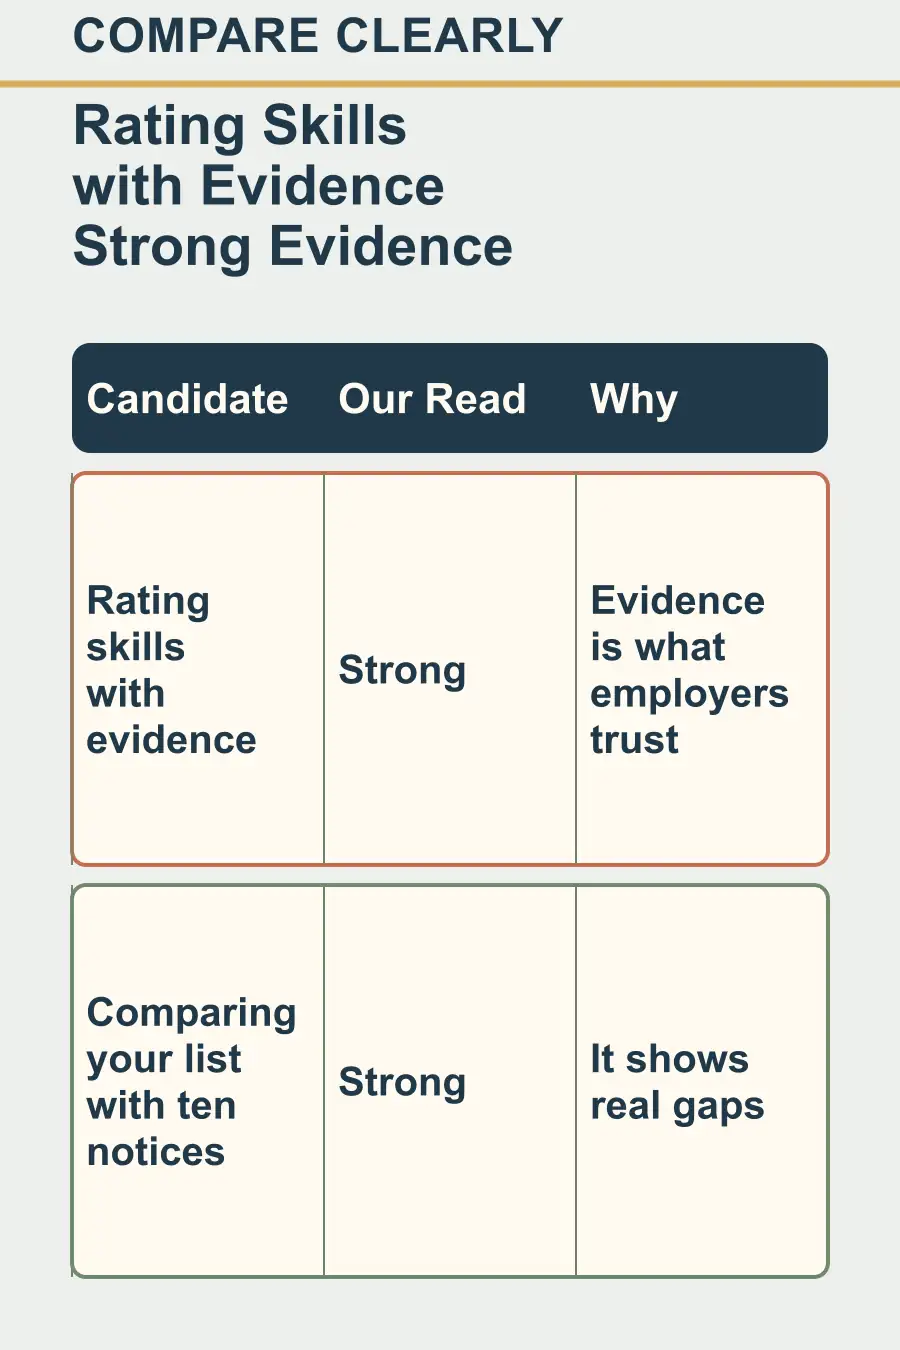 COMPARE CLEARLY
Rating Skills
with Evidence
Strong Evidence
Candidate Our Read Why
Rating
skills
with
evidence
Strong
Evidence
is what
employers
trust
Comparing
your list
with ten
notices
Strong
It shows
real gaps